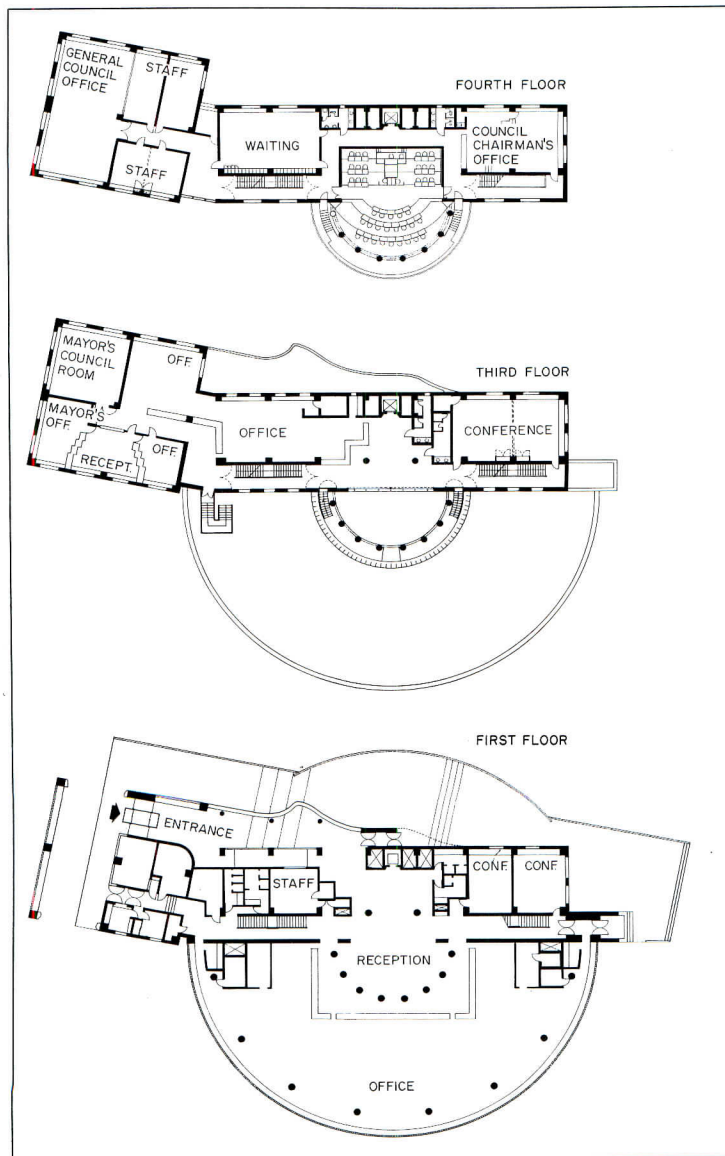 FOURTH FLOOR
GENERAL
COUNCIL
OFFICE
STAFF
STAFF
WAITING
COUNCIL
CHAIRMAN'S
OFFICE
THIRD FLOOR
MAYOR'S
COUNCIL
ROOM
OFF.
MAYOR'S
OFF.
RECEPT.
OFF.
OFFICE
CONFERENCE
FIRST FLOOR
ENTRANCE
STAFF
CONF.
CONF.
RECEPTION
OFFICE